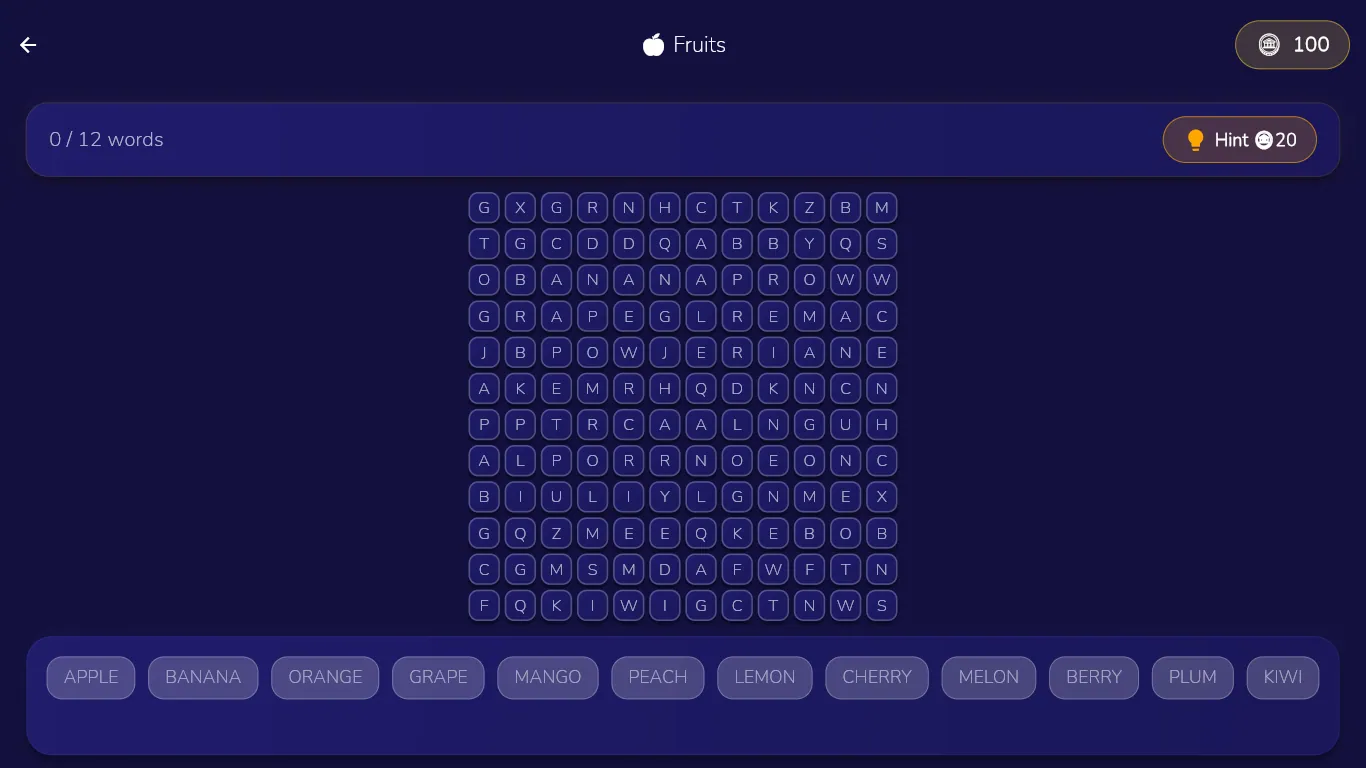 Fruits
100
0 / 12 words
Hint 20
G X G R N H C T K Z B M
T G C D D Q A B B Y Q S
O B A N A N A P R O W W
G R A P E G L R E M A C
J B P O W J E R I A N E
A K E M R H Q D K N C N
P P T R C A A L N G U H
A L P O R R N O E O N C
B I U L I Y L G N M E X
G Q Z M E E Q K E B O B
C G M S M D A F W F T N
F Q K I W I G C T N W S
APPLE BANANA ORANGE GRAPE MANGO PEACH LEMON CHERRY MELON BERRY PLUM KIWI